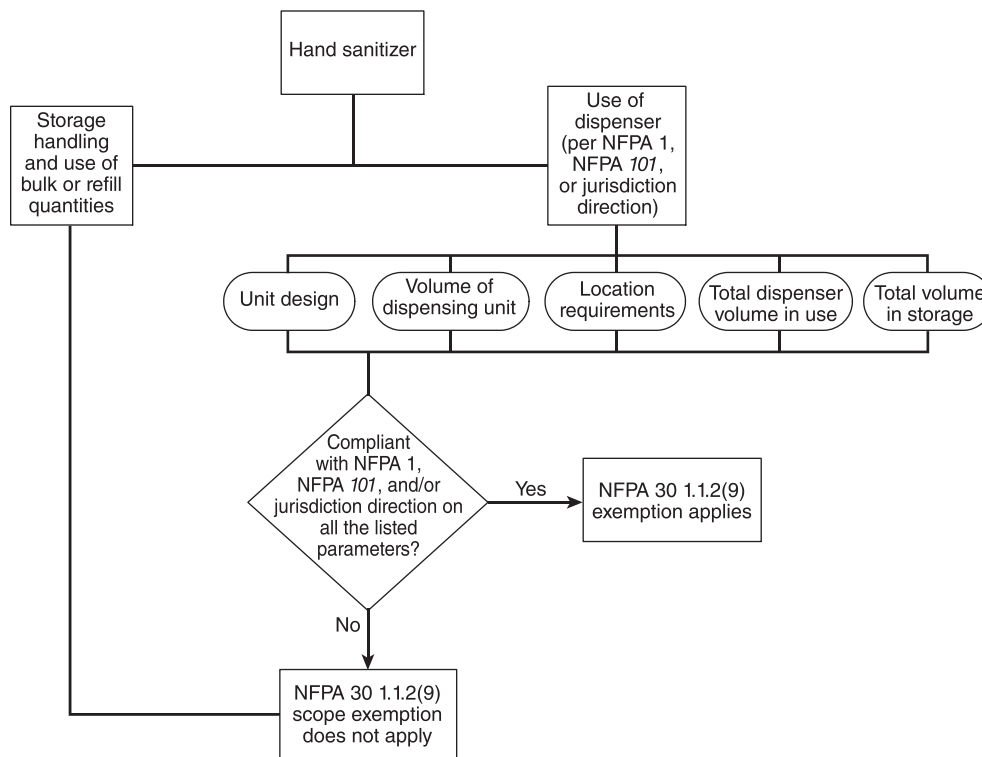 Hand sanitizer
Storage
handling
and use of
bulk or refill
quantities
Use of
dispenser
(per NFPA 1,
NFPA 101,
or jurisdiction
direction)
Unit design
Volume of
dispensing unit
Location
requirements
Total dispenser
volume in use
Total volume
in storage
Compliant
with NFPA 1,
NFPA 101, and/or
jurisdiction direction on
all the listed
parameters?
Yes
NFPA 30 1.1.2(9)
exemption applies
No
NFPA 30 1.1.2(9)
scope exemption
does not apply